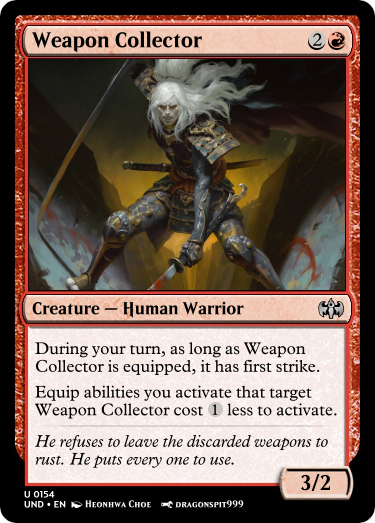 Weapon Collector 2
Creature — Human Warrior
During your turn, as long as Weapon
Collector is equipped, it has first strike.
Equip abilities you activate that target
Weapon Collector cost 1 less to activate.
He refuses to leave the discarded weapons to
rust. He puts every one to use.
3/2
U 0154
UND • EN Heonhwa Choe dragonspit999